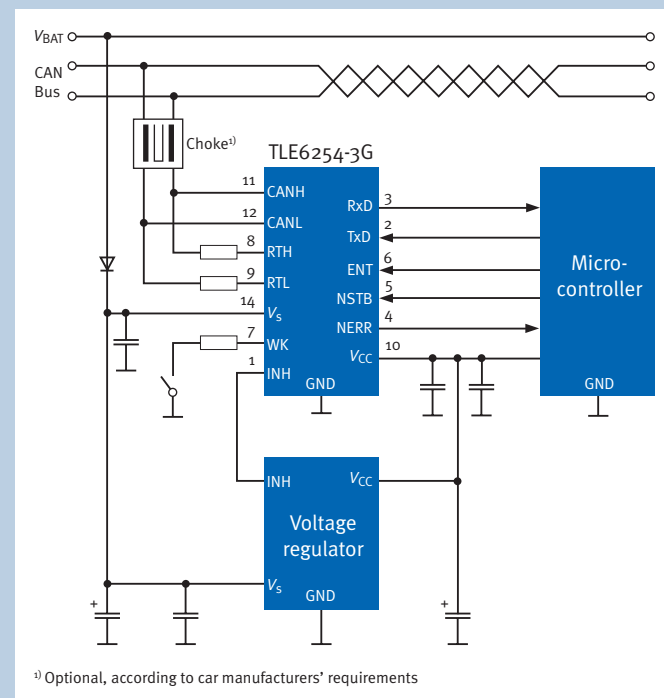 VBAT
CAN
Bus
Choke¹⁾
TLE6254-3G
11
CANH
12
CANL
8
RTH
9
RTL
14
Vs
7
WK
1
INH
RxD
3
TxD
2
ENT
6
NSTB
5
NERR
4
VCC
10
GND
Micro-
controller
GND
INH
VCC
Voltage
regulator
Vs
GND
+
+
¹⁾ Optional, according to car manufacturers’ requirements